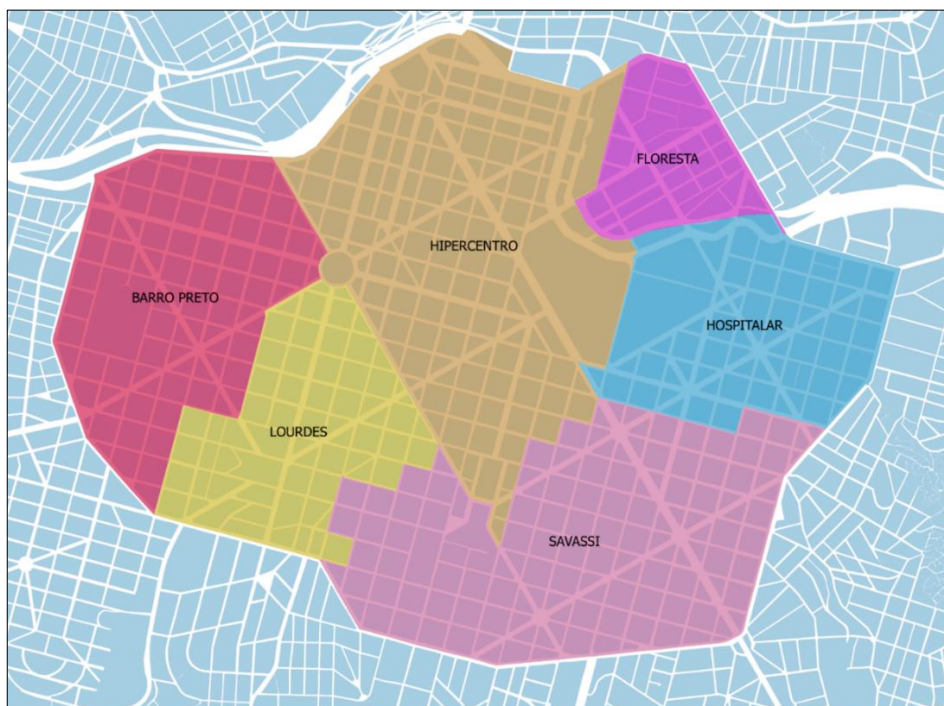 FLORESTA
HIPERCENTRO
BARRO PRETO
HOSPITALAR
LOURDES
SAVASSI